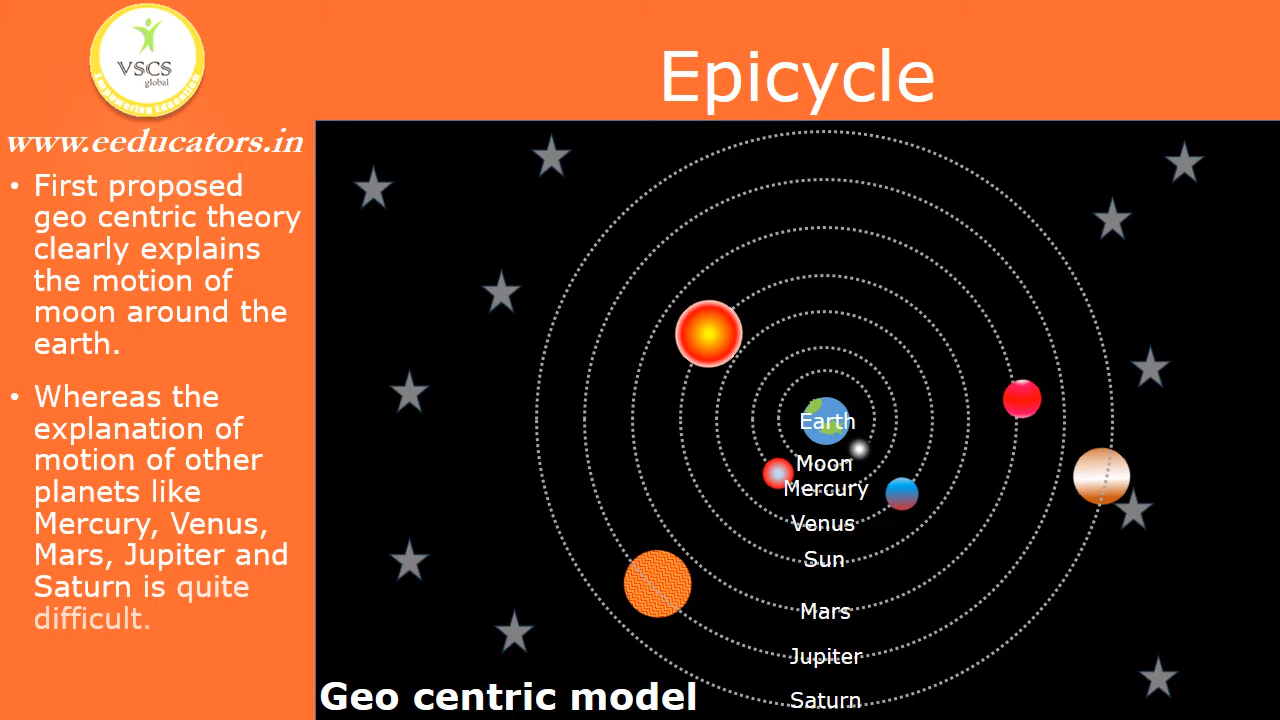 VSCS
global
Empowering Education
www.eeducators.in
Epicycle
• First proposed
geo centric theory
clearly explains
the motion of
moon around the
earth.
• Whereas the
explanation of
motion of other
planets like
Mercury, Venus,
Mars, Jupiter and
Saturn is quite
difficult.
Earth
Moon
Mercury
Venus
Sun
Mars
Jupiter
Saturn
Geo centric model